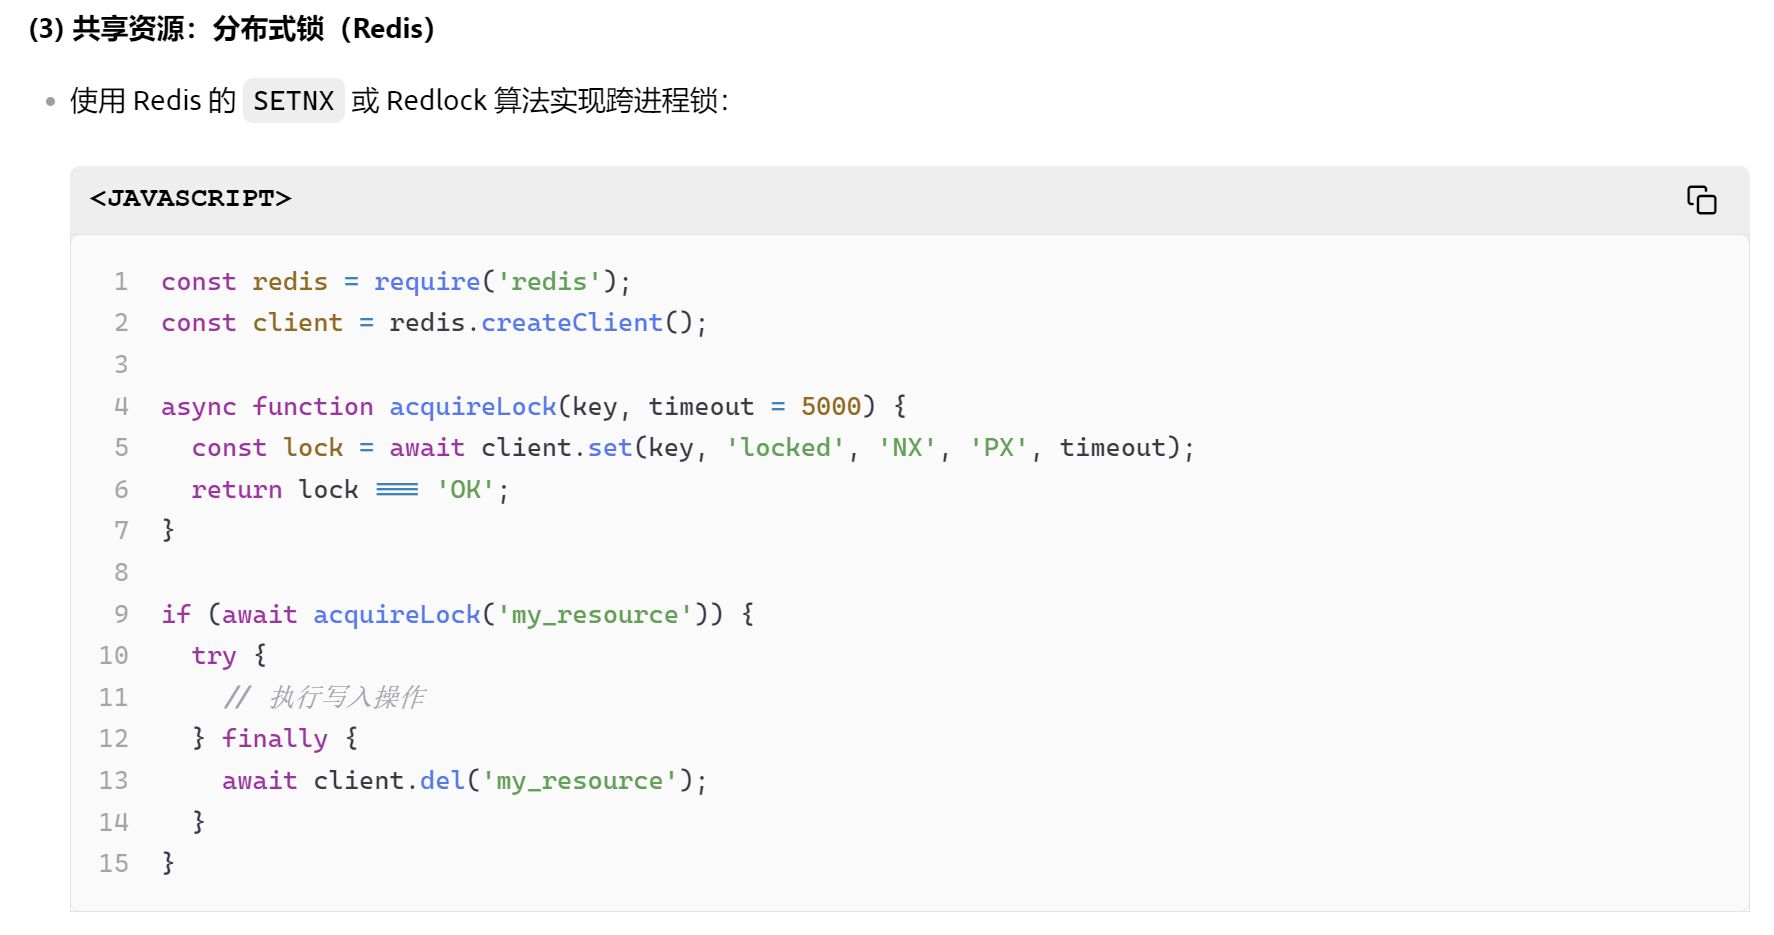 (3) 共享资源：分布式锁（Redis）
使用 Redis 的 SETNX 或 Redlock 算法实现跨进程锁：
<JAVASCRIPT>
1 const redis = require('redis');
2 const client = redis.createClient();
3
4 async function acquireLock(key, timeout = 5000) {
5   const lock = await client.set(key, 'locked', 'NX', 'PX', timeout);
6   return lock === 'OK';
7 }
8
9 if (await acquireLock('my_resource')) {
10   try {
11     // 执行写入操作
12   } finally {
13     await client.del('my_resource');
14   }
15 }